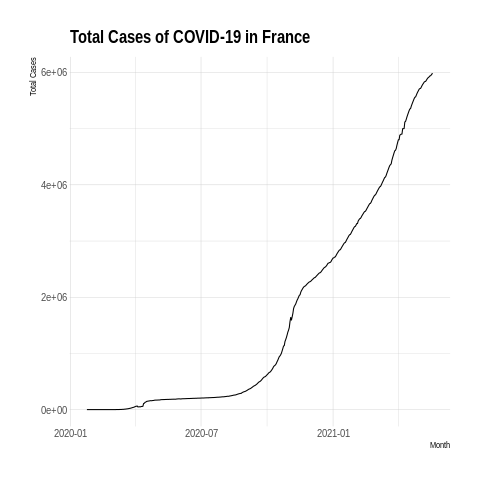 Total Cases of COVID-19 in France
Total Cases
6e+06
4e+06
2e+06
0e+00
2020-01
2020-07
2021-01
Month